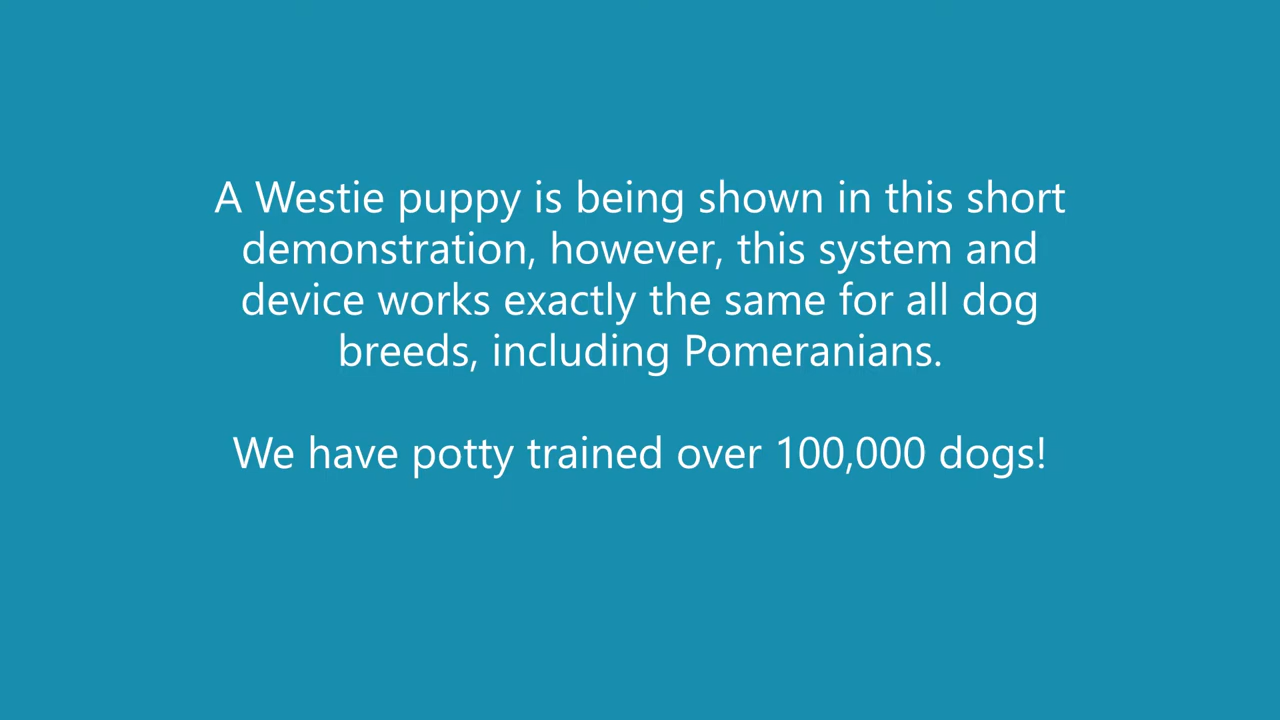 A Westie puppy is being shown in this short
demonstration, however, this system and
device works exactly the same for all dog
breeds, including Pomeranians.
We have potty trained over 100,000 dogs!